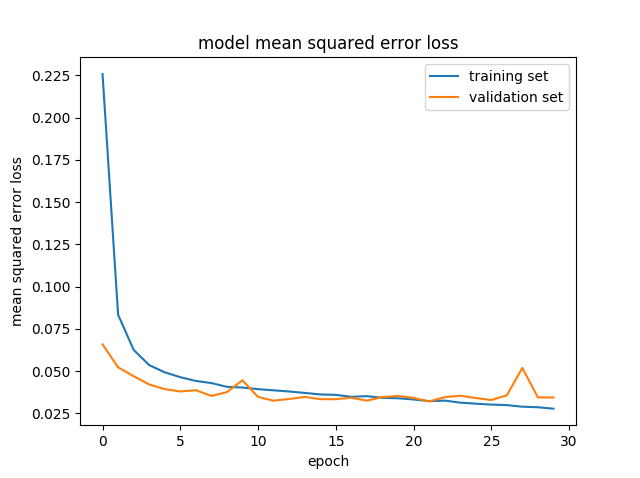 model mean squared error loss
training set
validation set
0.225
0.200
0.175
0.150
0.125
0.100
0.075
0.050
0.025
mean squared error loss
0 5 10 15 20 25 30
epoch